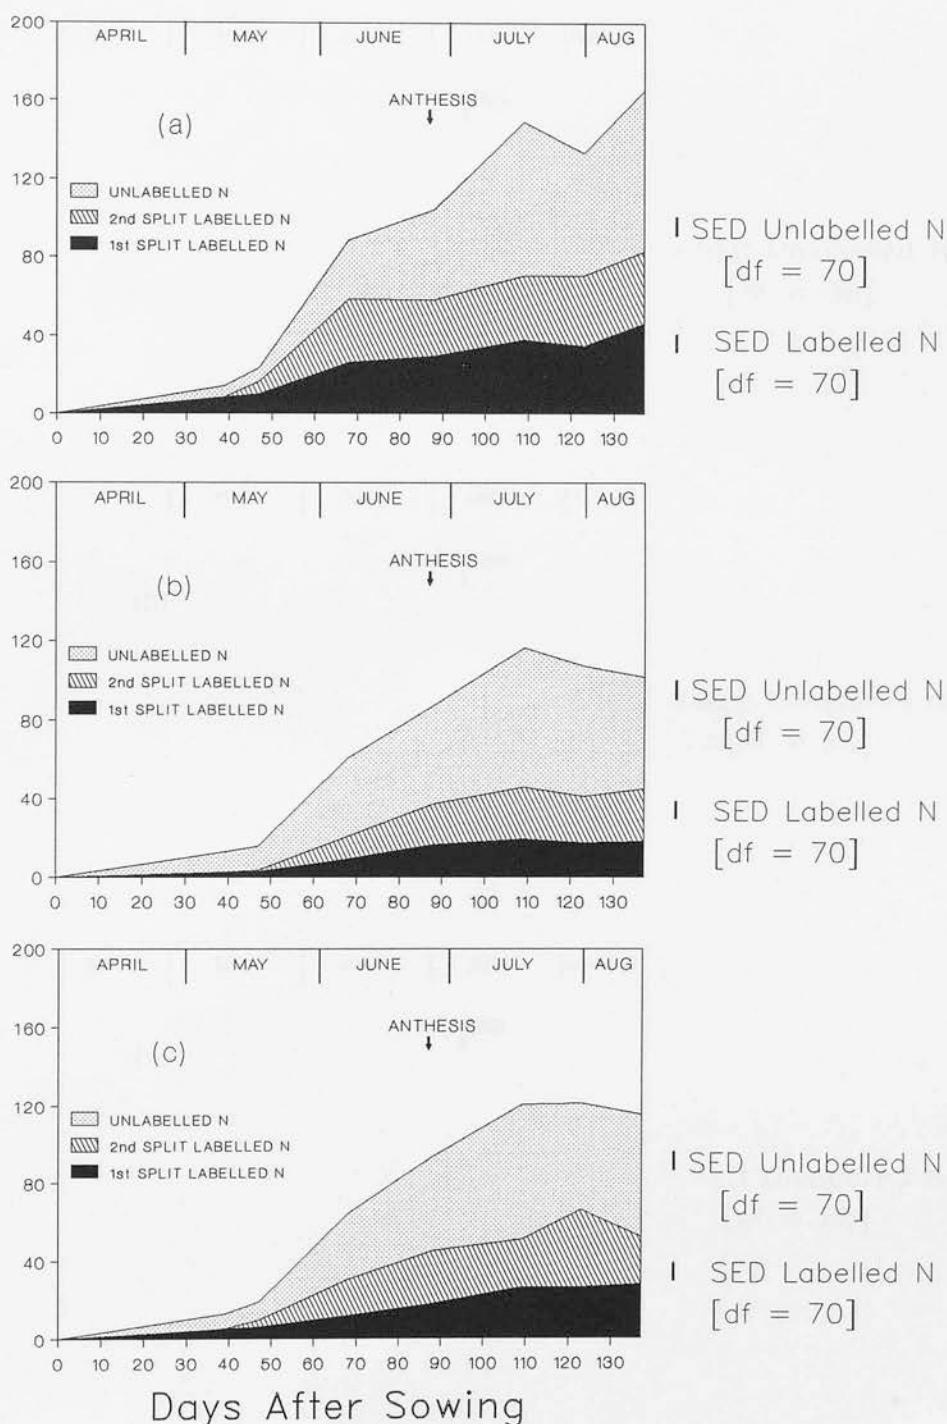 200
APRIL MAY JUNE JULY AUG
160
ANTHESIS
(a)
120
UNLABELLED N
2nd SPLIT LABELLED N
1st SPLIT LABELLED N
80
40
0
0 10 20 30 40 50 60 70 80 90 100 110 120 130
SED Unlabelled N
[df = 70]
SED Labelled N
[df = 70]
200
APRIL MAY JUNE JULY AUG
160
ANTHESIS
(b)
120
UNLABELLED N
2nd SPLIT LABELLED N
1st SPLIT LABELLED N
80
40
0
0 10 20 30 40 50 60 70 80 90 100 110 120 130
SED Unlabelled N
[df = 70]
SED Labelled N
[df = 70]
200
APRIL MAY JUNE JULY AUG
160
ANTHESIS
(c)
120
UNLABELLED N
2nd SPLIT LABELLED N
1st SPLIT LABELLED N
80
40
0
0 10 20 30 40 50 60 70 80 90 100 110 120 130
SED Unlabelled N
[df = 70]
SED Labelled N
[df = 70]
Days After Sowing